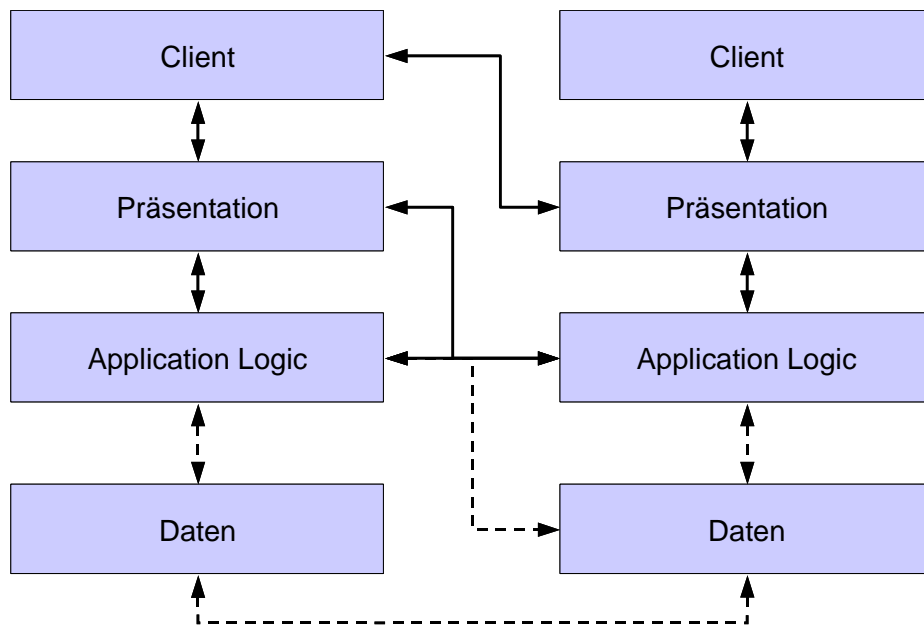 Client
Client
Präsentation
Präsentation
Application Logic
Application Logic
Daten
Daten